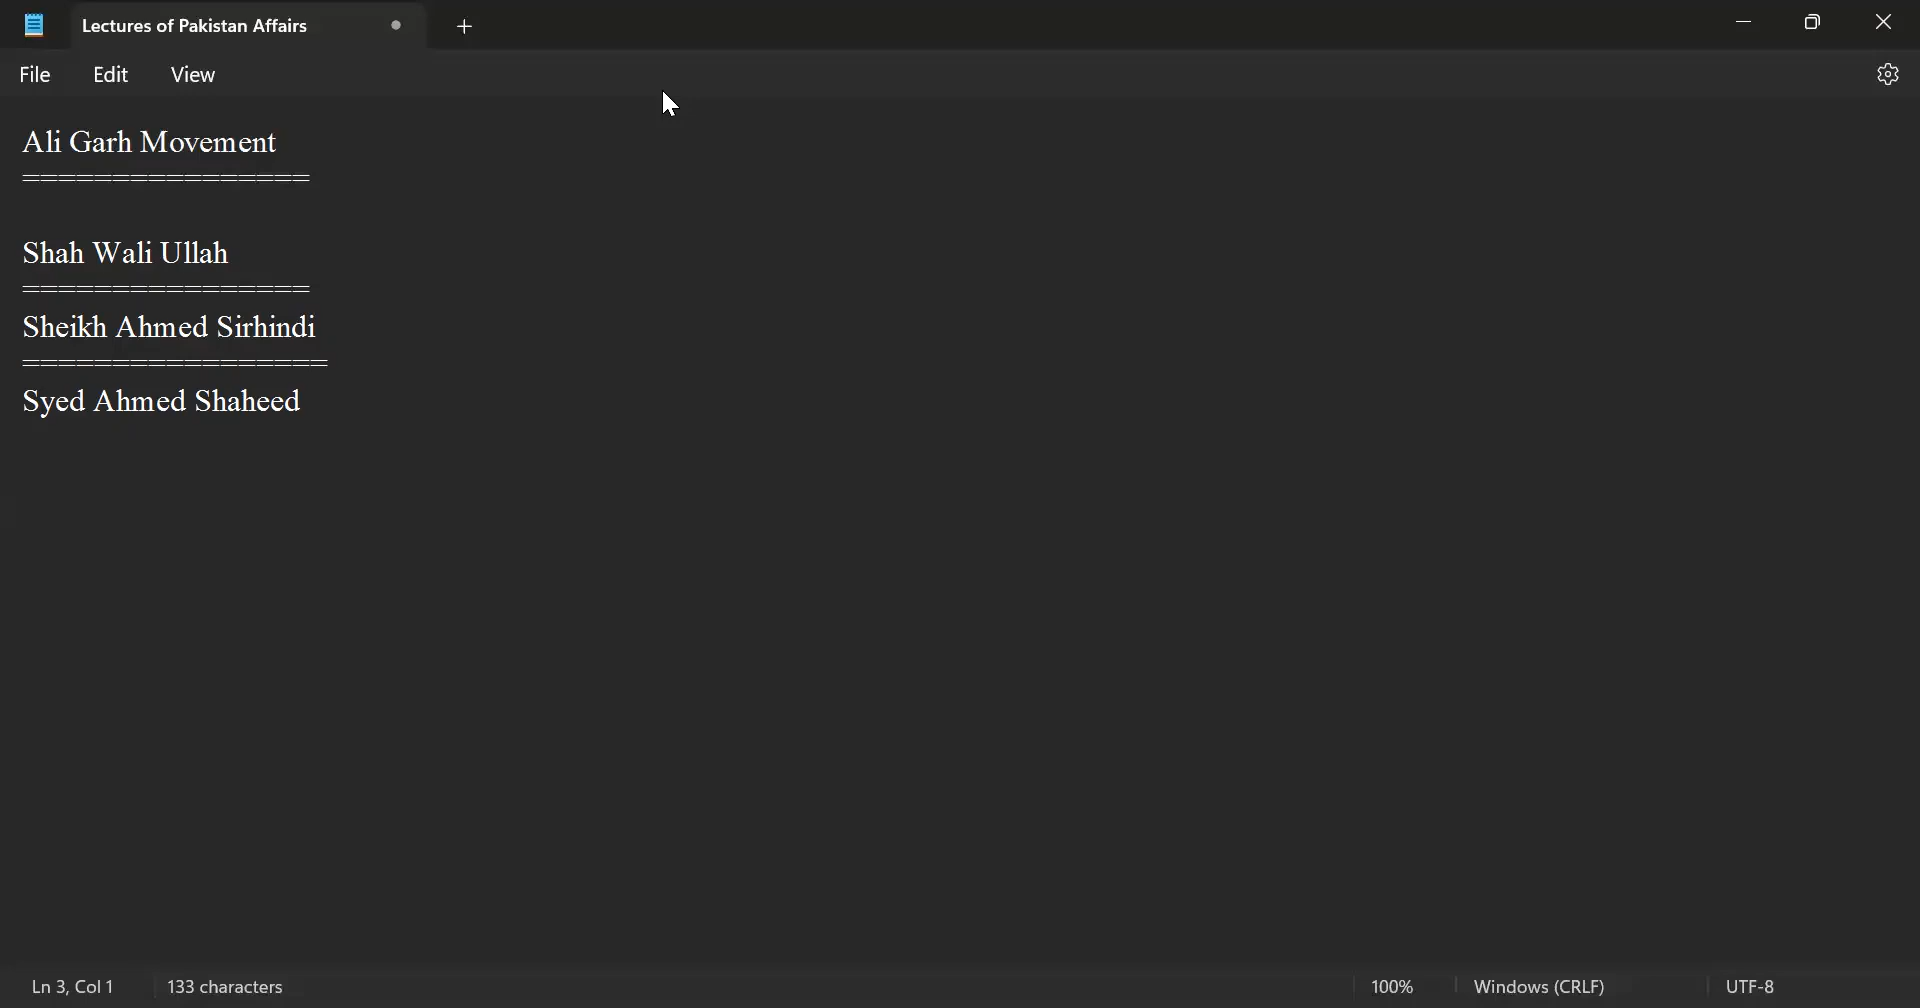 Lectures of Pakistan Affairs
File Edit View
Ali Garh Movement
================
Shah Wali Ullah
================
Sheikh Ahmed Sirhindi
=================
Syed Ahmed Shaheed
Ln 3, Col 1 133 characters 100% Windows (CRLF) UTF-8